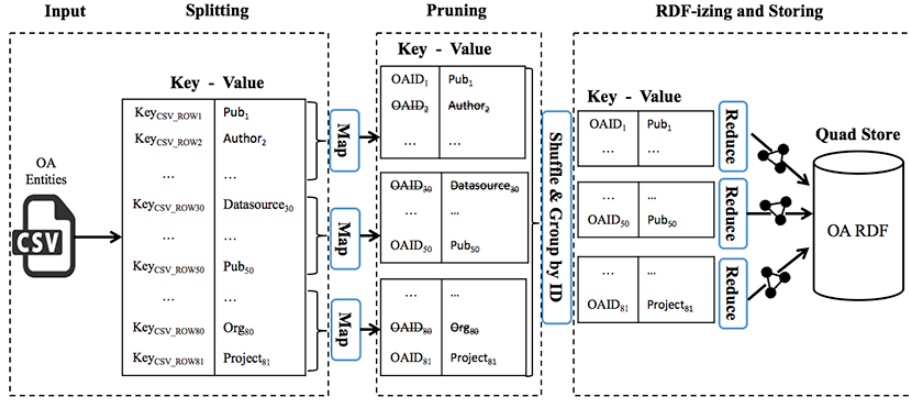 Input
Splitting
Pruning
RDF-izing and Storing
OA
Entities
CSV
Key - Value
KeyCSV_ROW1 Pub1
KeyCSV_ROW2 Author2
... ...
KeyCSV_ROW30 Datasource30
... ...
KeyCSV_ROW50 Pub50
... ...
KeyCSV_ROW80 Org80
KeyCSV_ROW81 Project81
Map
Map
Map
Key - Value
OAID1 Pub1
OAID2 Author2
... ...
OAID30 Datasource30
... ...
OAID50 Pub50
... ...
OAID80 Org80
OAID81 Project81
Shuffle & Group by ID
Key - Value
OAID1 Pub1
... ...
... ...
OAID50 Pub50
... ...
OAID81 Project81
Reduce
Reduce
Reduce
Quad Store
OA RDF